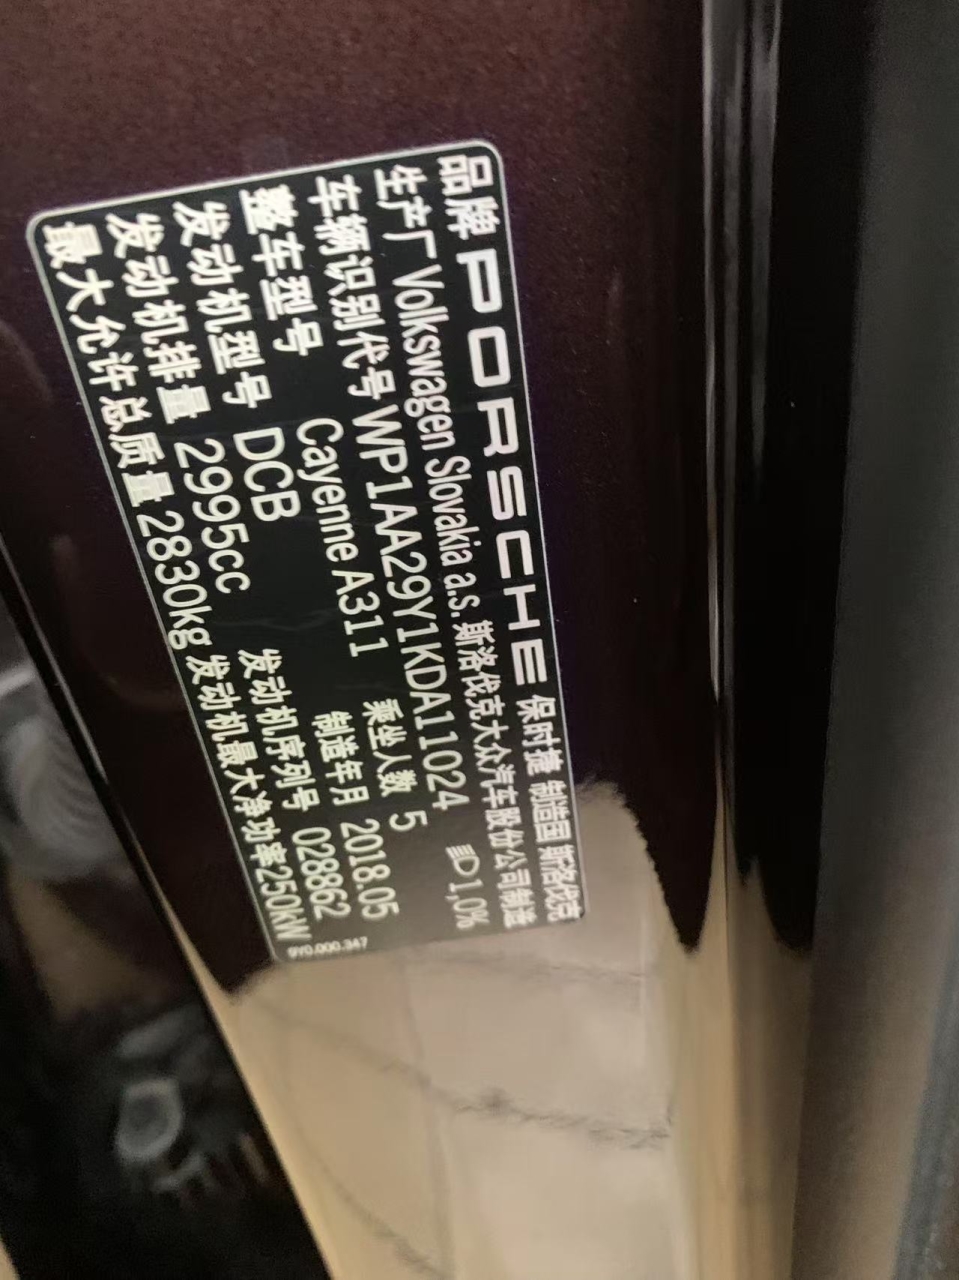 品牌 PORSCHE 保时捷 制造国 斯洛伐克
生产厂 Volkswagen Slovakia a.s. 斯洛伐克大众汽车股份公司制造
车辆识别代号 WP1AA29Y1KDA11024 1,0%
整车型号 Cayenne A311 乘坐人数 5
发动机型号 DCB 制造年月 2018.05
发动机排量 2995cc 发动机序列号 028862
最大允许总质量 2830kg 发动机最大净功率250kW
9Y0.000.347